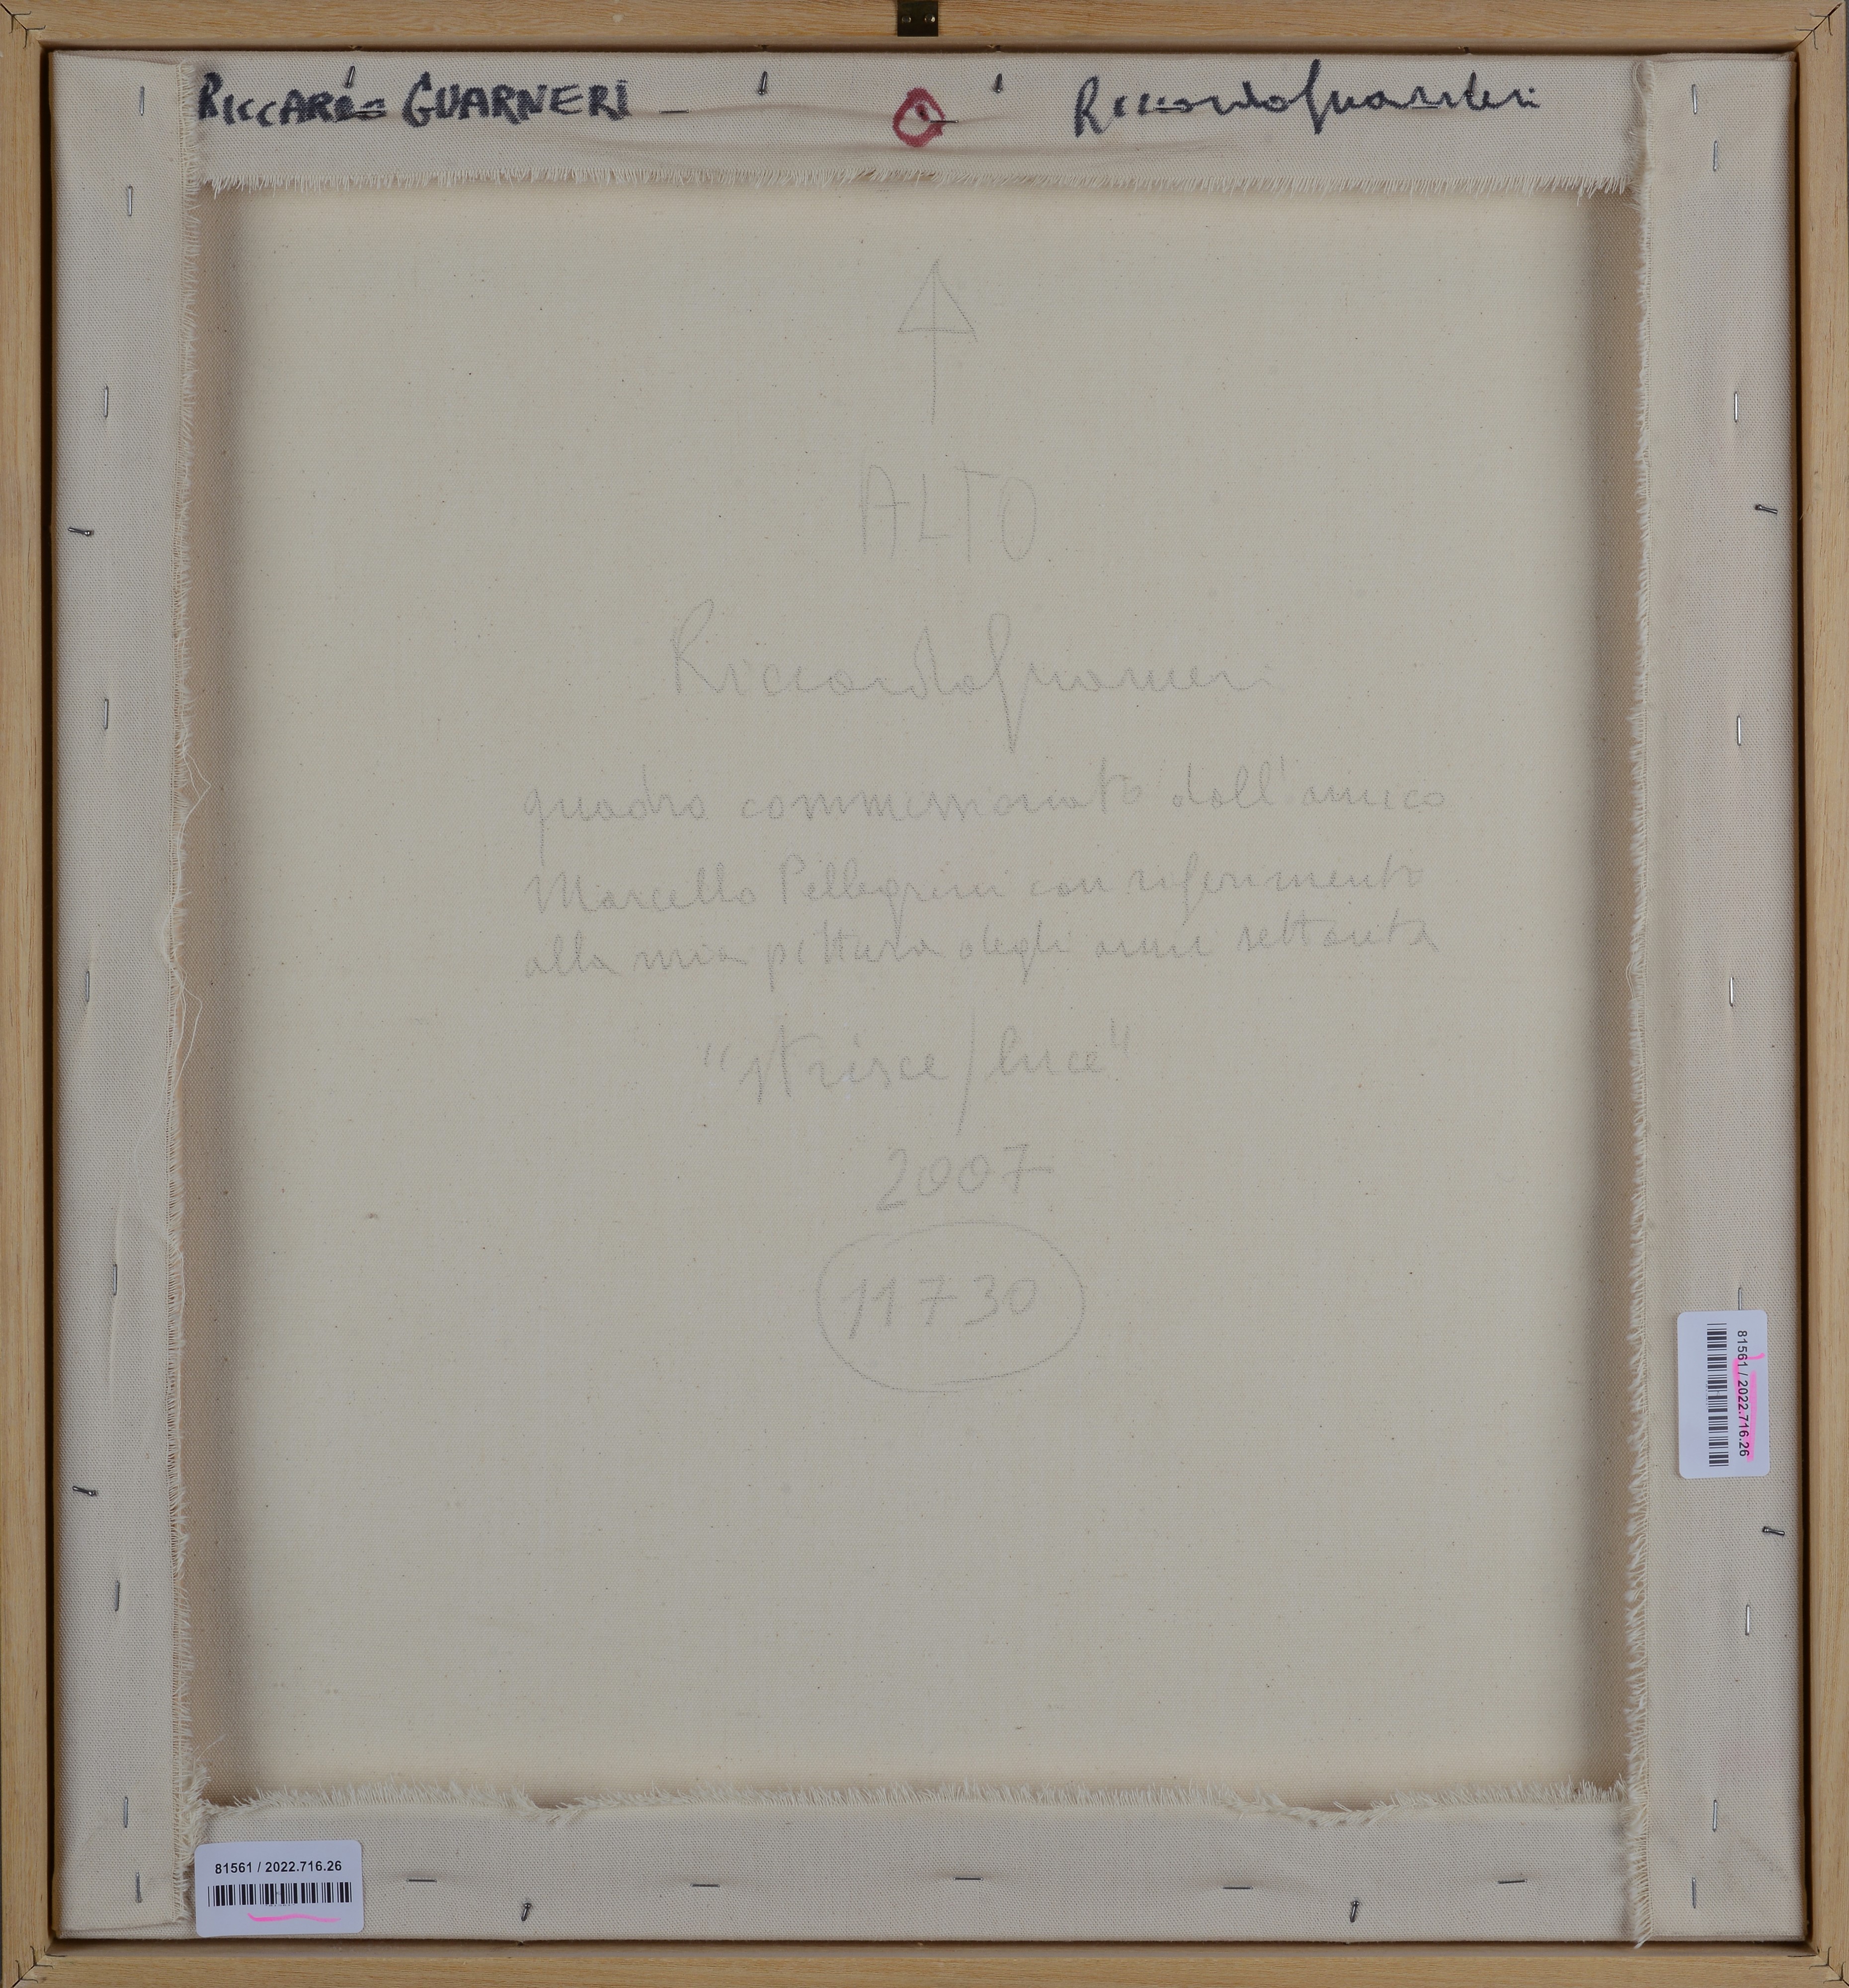 RICCARDO GUARNERI
Riccardo Guarneri
ALTO
Riccardo Guarneri
quadro commissionato dall'amico
Marcello Pellegrini con riferimento
alla mia pittura degli anni settanta
"strisce/luce"
2007
11730
81561 / 2022.716.26
81561 / 2022.716.26